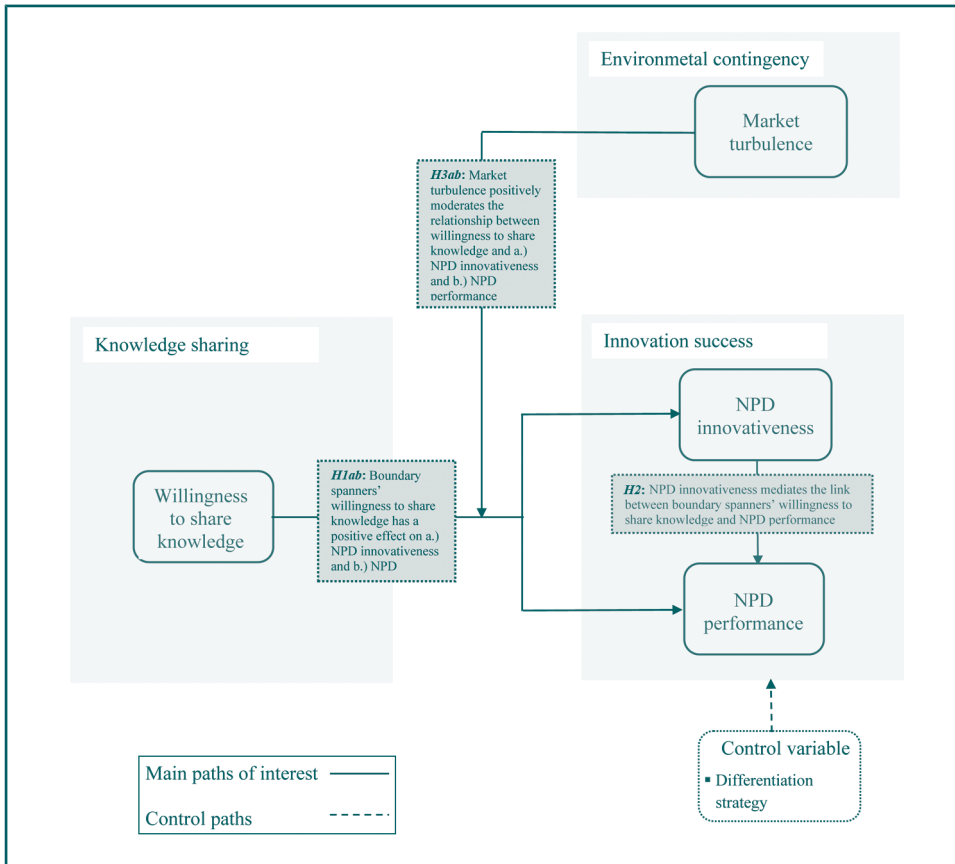 Environmetal contingency
Market
turbulence
H3ab: Market
turbulence positively
moderates the
relationship between
willingness to share
knowledge and a.)
NPD innovativeness
and b.) NPD
performance
Knowledge sharing
Willingness
to share
knowledge
H1ab: Boundary
spanners’
willingness to share
knowledge has a
positive effect on a.)
NPD innovativeness
and b.) NPD
Innovation success
NPD
innovativeness
H2: NPD innovativeness mediates the link
between boundary spanners’ willingness to
share knowledge and NPD performance
NPD
performance
Control variable
▪ Differentiation
strategy
Main paths of interest
Control paths